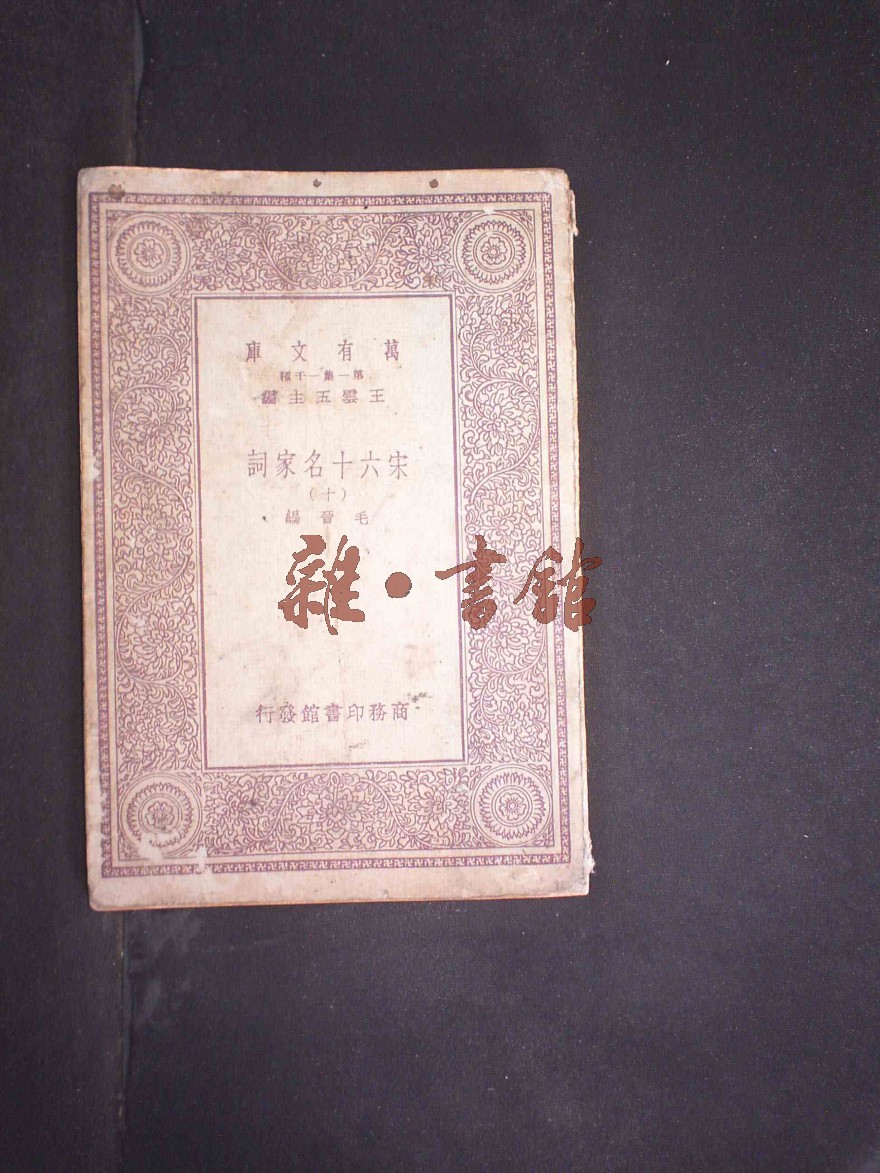 萬有文庫
第一集一千種
王雲五主編
宋六十名家詞
（十）
毛晉編
雜·書館
商務印書館發行